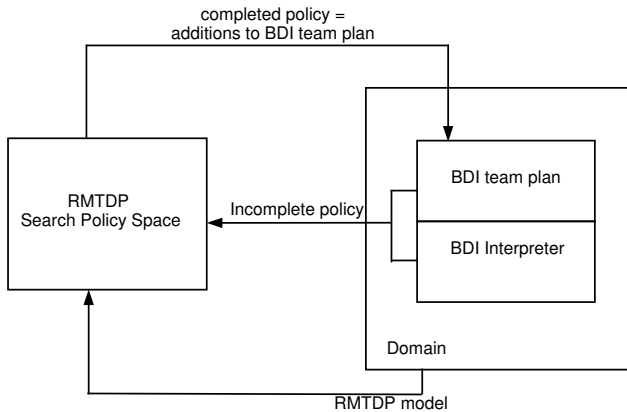 completed policy =
additions to BDI team plan
RMTDP
Search Policy Space
Incomplete policy
BDI team plan
BDI Interpreter
Domain
RMTDP model